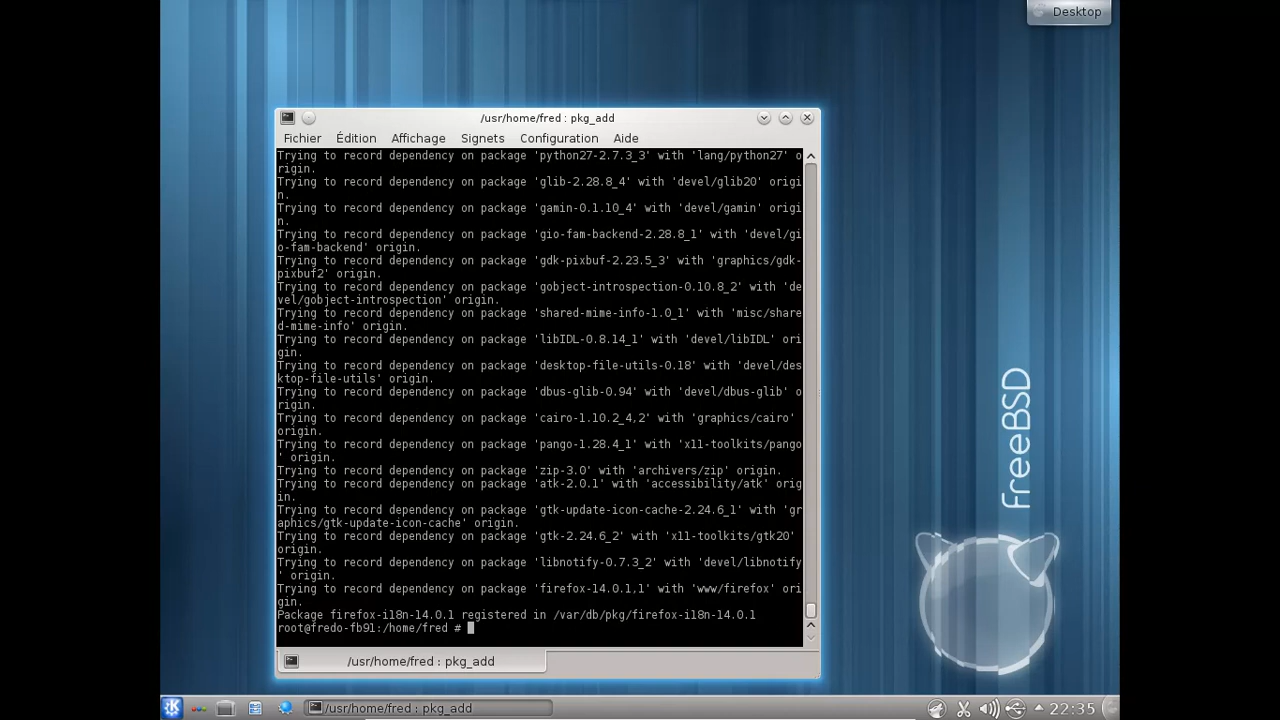 Desktop
/usr/home/fred : pkg_add
Fichier Édition Affichage Signets Configuration Aide
Trying to record dependency on package 'python27-2.7.3_3' with 'lang/python27' o
rigin.
Trying to record dependency on package 'glib-2.28.8_4' with 'devel/glib20' origi
n.
Trying to record dependency on package 'gamin-0.1.10_4' with 'devel/gamin' origi
n.
Trying to record dependency on package 'gio-fam-backend-2.28.8_1' with 'devel/gi
o-fam-backend' origin.
Trying to record dependency on package 'gdk-pixbuf-2.23.5_3' with 'graphics/gdk-
pixbuf2' origin.
Trying to record dependency on package 'gobject-introspection-0.10.8_2' with 'de
vel/gobject-introspection' origin.
Trying to record dependency on package 'shared-mime-info-1.0_1' with 'misc/share
d-mime-info' origin.
Trying to record dependency on package 'libIDL-0.8.14_1' with 'devel/libIDL' ori
gin.
Trying to record dependency on package 'desktop-file-utils-0.18' with 'devel/des
ktop-file-utils' origin.
Trying to record dependency on package 'dbus-glib-0.94' with 'devel/dbus-glib' o
rigin.
Trying to record dependency on package 'cairo-1.10.2_4,2' with 'graphics/cairo'
origin.
Trying to record dependency on package 'pango-1.28.4_1' with 'x11-toolkits/pango
' origin.
Trying to record dependency on package 'zip-3.0' with 'archivers/zip' origin.
Trying to record dependency on package 'atk-2.0.1' with 'accessibility/atk' orig
in.
Trying to record dependency on package 'gtk-update-icon-cache-2.24.6_1' with 'gr
aphics/gtk-update-icon-cache' origin.
Trying to record dependency on package 'gtk-2.24.6_2' with 'x11-toolkits/gtk20'
origin.
Trying to record dependency on package 'libnotify-0.7.3_2' with 'devel/libnotify
' origin.
Trying to record dependency on package 'firefox-14.0.1,1' with 'www/firefox' ori
gin.
Package firefox-i18n-14.0.1 registered in /var/db/pkg/firefox-i18n-14.0.1
root@fredo-fb91:/home/fred #
/usr/home/fred : pkg_add
freeBSD
/usr/home/fred : pkg_add
22:35